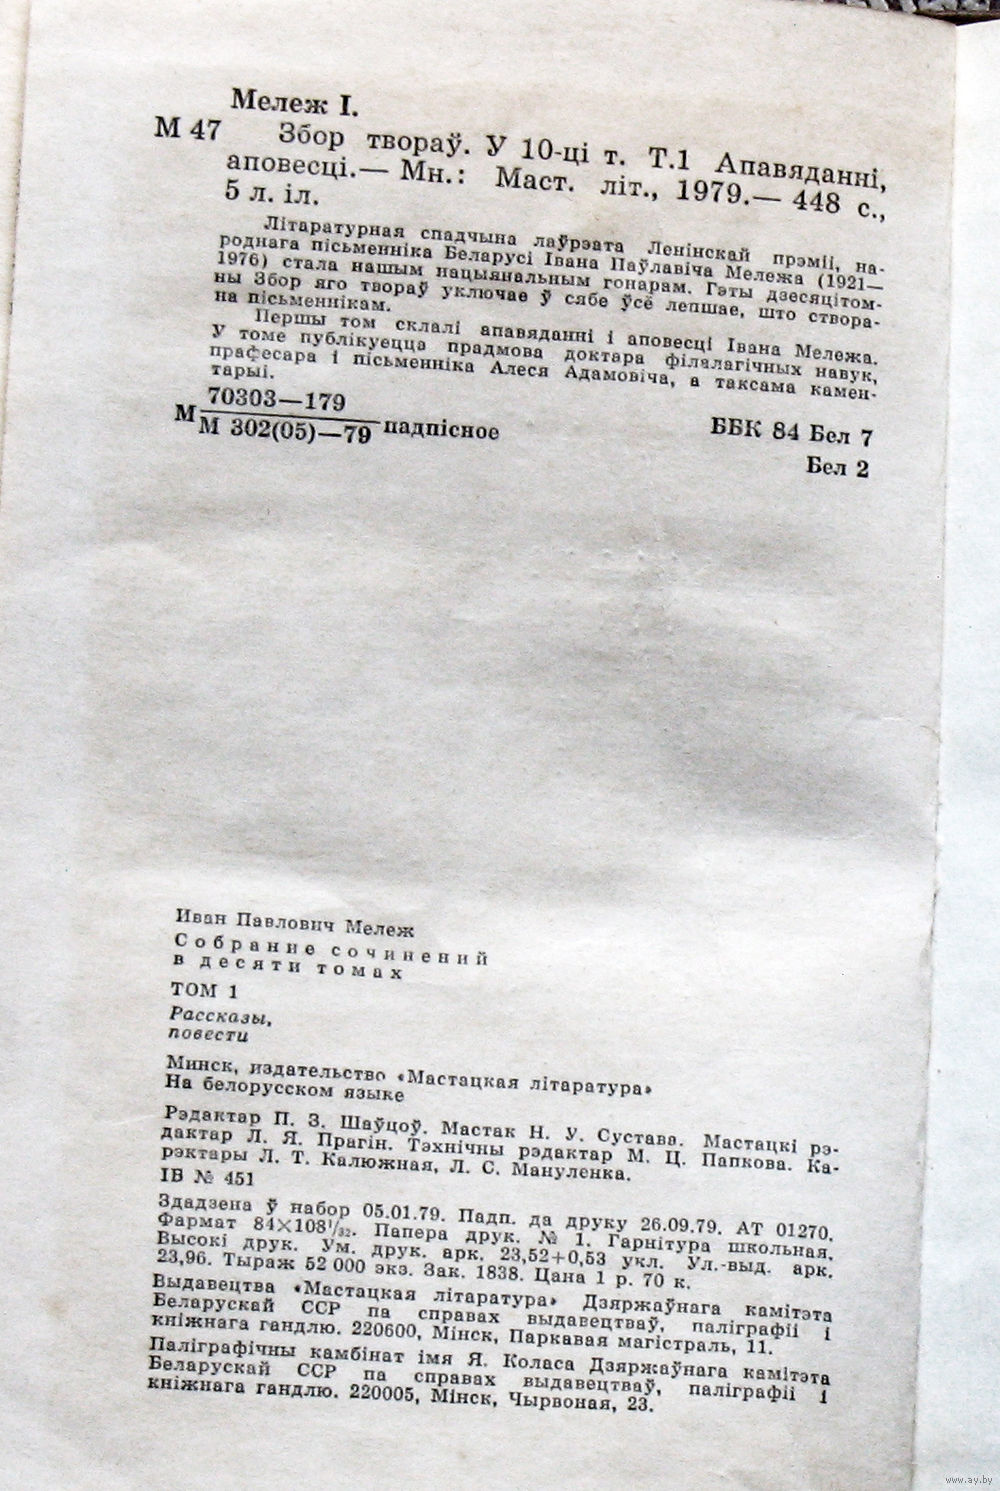 Мележ І.
М 47 Збор твораў. У 10-ці т. Т.1 Апавяданні,
аповесці.— Мн.: Маст. літ., 1979.— 448 с.,
5 л. іл.
Літаратурная спадчына лаўрэата Ленінскай прэміі, на-
роднага пісьменніка Беларусі Івана Паўлавіча Мележа (1921—
1976) стала нашым нацыянальным гонарам. Гэты дзесяцітом-
ны Збор яго твораў уключае ў сябе ўсё лепшае, што створа-
на пісьменнікам.
Першы том склалі апавяданні і аповесці Івана Мележа.
У томе публікуецца прадмова доктара філалагічных навук,
прафесара і пісьменніка Алеся Адамовіча, а таксама камен-
тарыі.
70303—179
М М 302(05)—79 падпісное
ББК 84 Бел 7
Бел 2
Иван Павлович Мележ
Собрание сочинений
в десяти томах
ТОМ 1
Рассказы,
повести
Минск, издательство «Мастацкая літаратура»
На белорусском языке
Рэдактар П. З. Шаўцоў. Мастак Н. У. Сустава. Мастацкі рэ-
дактар Л. Я. Прагін. Тэхнічны рэдактар М. Ц. Папкова. Ка-
рэктары Л. Т. Калюжная, Л. С. Мануленка.
ІБ № 451
Здадзена ў набор 05.01.79. Падп. да друку 26.09.79. АТ 01270.
Фармат 84×108¹/₃₂. Папера друк. № 1. Гарнітура школьная.
Высокі друк. Ум. друк. арк. 23,52+0,53 укл. Ул.-выд. арк.
23,96. Тыраж 52 000 экз. Зак. 1838. Цана 1 р. 70 к.
Выдавецтва «Мастацкая літаратура» Дзяржаўнага камітэта
Беларускай ССР па справах выдавецтваў, паліграфіі і
кніжнага гандлю. 220600, Мінск, Паркавая магістраль, 11.
Паліграфічны камбінат імя Я. Коласа Дзяржаўнага камітэта
Беларускай ССР па справах выдавецтваў, паліграфіі і
кніжнага гандлю. 220005, Мінск, Чырвоная, 23.
www.ay.by